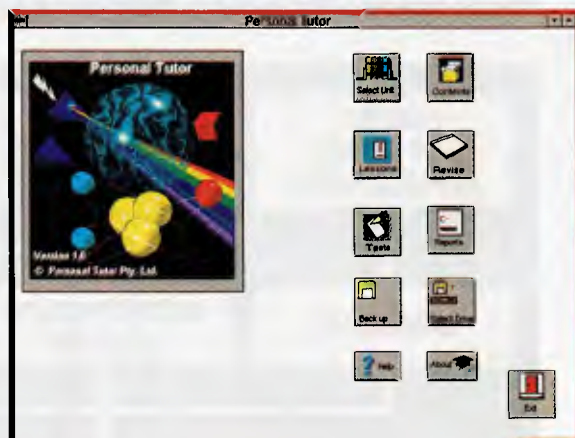 Personal Tutor
Personal Tutor
Version 1.0
© Personal Tutor Pty. Ltd.
Select Unit
Contents
Lessons
Revise
Tests
Reports
Back up
Select Drive
Help
About
Exit